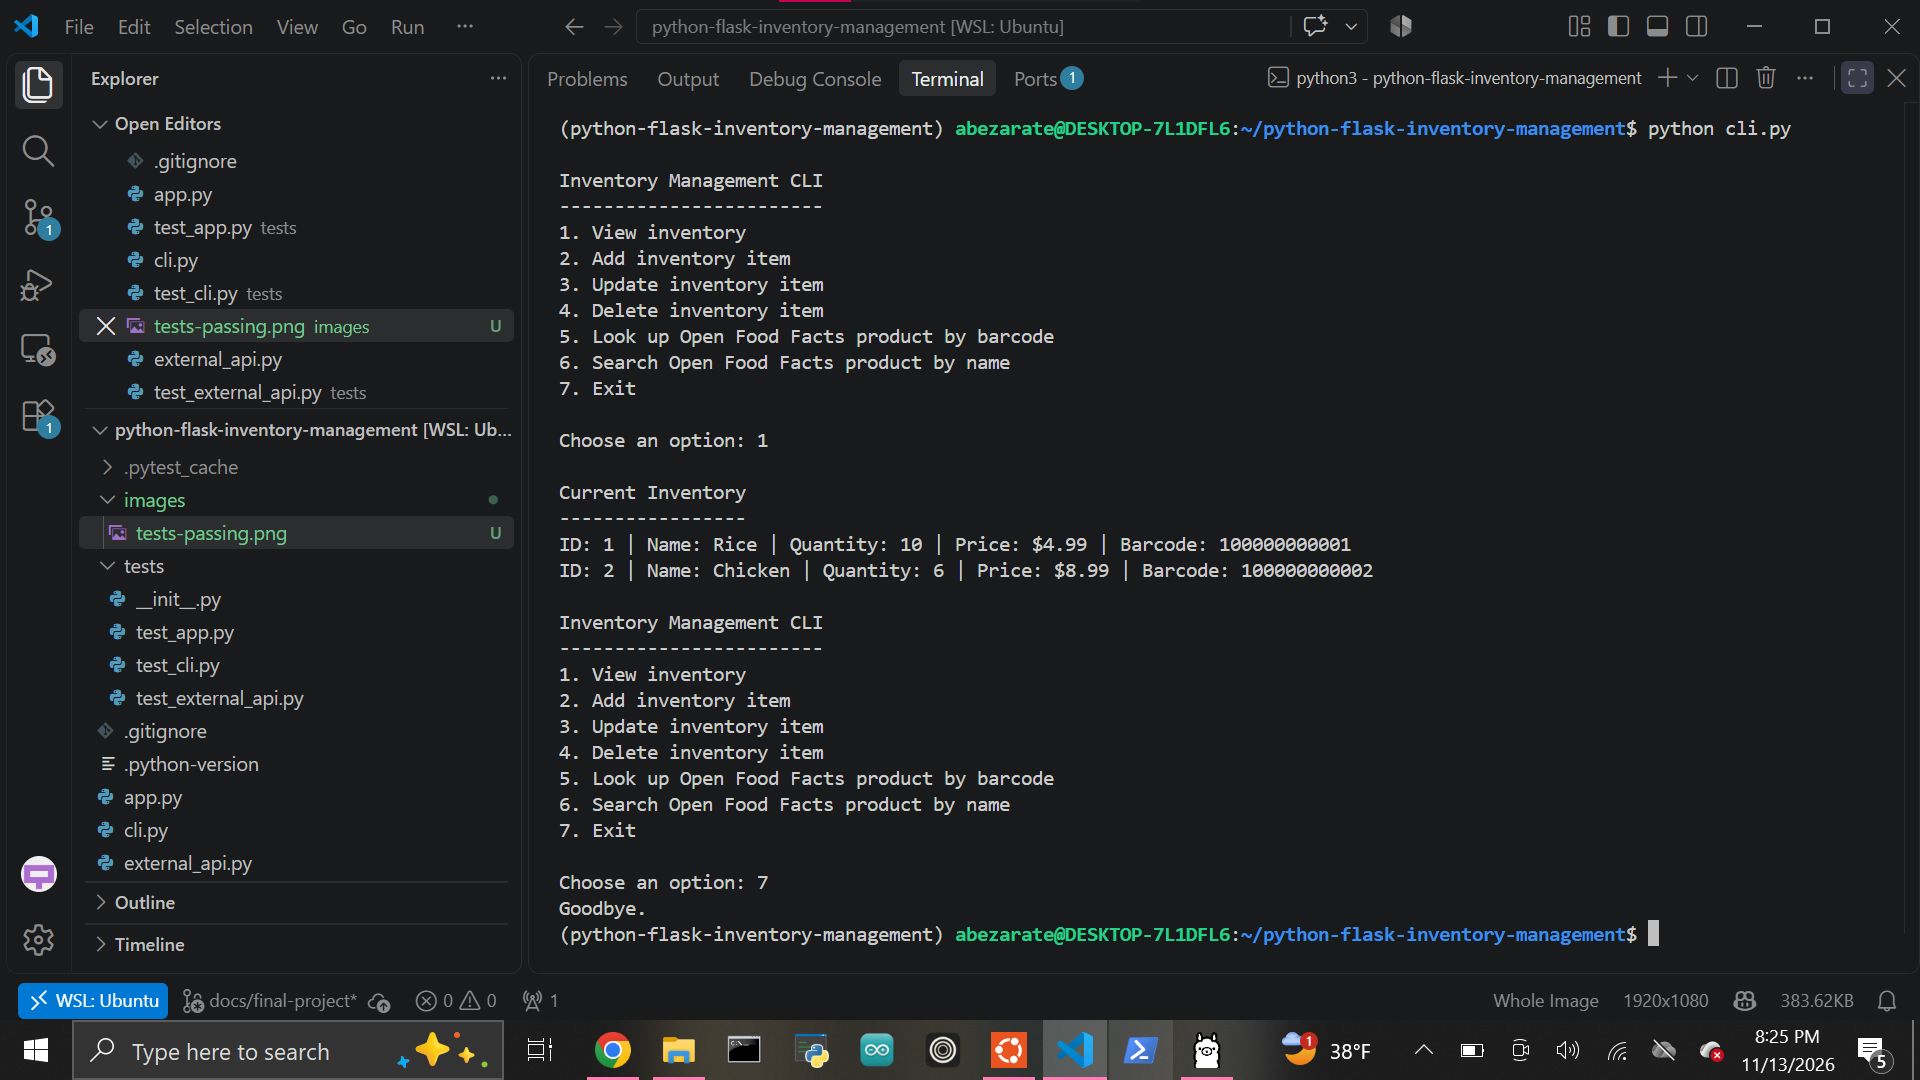 File Edit Selection View Go Run ···
python-flask-inventory-management [WSL: Ubuntu]
Explorer
Open Editors
.gitignore
app.py
test_app.py tests
cli.py
test_cli.py tests
tests-passing.png images U
external_api.py
test_external_api.py tests
python-flask-inventory-management [WSL: Ub...
.pytest_cache
images
tests-passing.png U
tests
__init__.py
test_app.py
test_cli.py
test_external_api.py
.gitignore
.python-version
app.py
cli.py
external_api.py
Outline
Timeline
1
1
Problems Output Debug Console Terminal Ports 1
python3 - python-flask-inventory-management
(python-flask-inventory-management) abezarate@DESKTOP-7L1DFL6:~/python-flask-inventory-management$ python cli.py
Inventory Management CLI
------------------------
1. View inventory
2. Add inventory item
3. Update inventory item
4. Delete inventory item
5. Look up Open Food Facts product by barcode
6. Search Open Food Facts product by name
7. Exit
Choose an option: 1
Current Inventory
-----------------
ID: 1 | Name: Rice | Quantity: 10 | Price: $4.99 | Barcode: 100000000001
ID: 2 | Name: Chicken | Quantity: 6 | Price: $8.99 | Barcode: 100000000002
Inventory Management CLI
------------------------
1. View inventory
2. Add inventory item
3. Update inventory item
4. Delete inventory item
5. Look up Open Food Facts product by barcode
6. Search Open Food Facts product by name
7. Exit
Choose an option: 7
Goodbye.
(python-flask-inventory-management) abezarate@DESKTOP-7L1DFL6:~/python-flask-inventory-management$
WSL: Ubuntu docs/final-project* 0 0 1
Whole Image 1920x1080 383.62KB
Type here to search
1
38°F
8:25 PM
11/13/2026
5